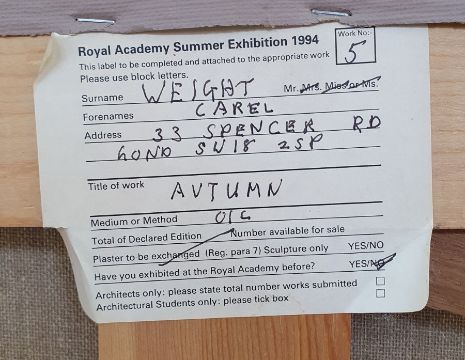 Royal Academy Summer Exhibition 1994
Work No:-
5
This label to be completed and attached to the appropriate work
Please use block letters.
Surname WEIGHT Mr. Mrs. Miss or Ms.
Forenames CAREL
Address 33 SPENCER RD
LOND SW18 2SP
Title of work AUTUMN
Medium or Method OIL
Total of Declared Edition Number available for sale
Plaster to be exchanged (Reg. para 7) Sculpture only YES/NO
Have you exhibited at the Royal Academy before? YES/NO
Architects only: please state total number works submitted
Architectural Students only: please tick box